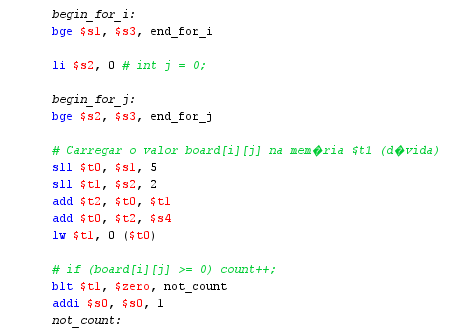 begin_for_i:
bge $s1, $s3, end_for_i
li $s2, 0 # int j = 0;
begin_for_j:
bge $s2, $s3, end_for_j
# Carregar o valor board[i][j] na mem�ria $t1 (d�vida)
sll $t0, $s1, 5
sll $t1, $s2, 2
add $t2, $t0, $t1
add $t0, $t2, $s4
lw $t1, 0 ($t0)
# if (board[i][j] >= 0) count++;
blt $t1, $zero, not_count
addi $s0, $s0, 1
not_count: